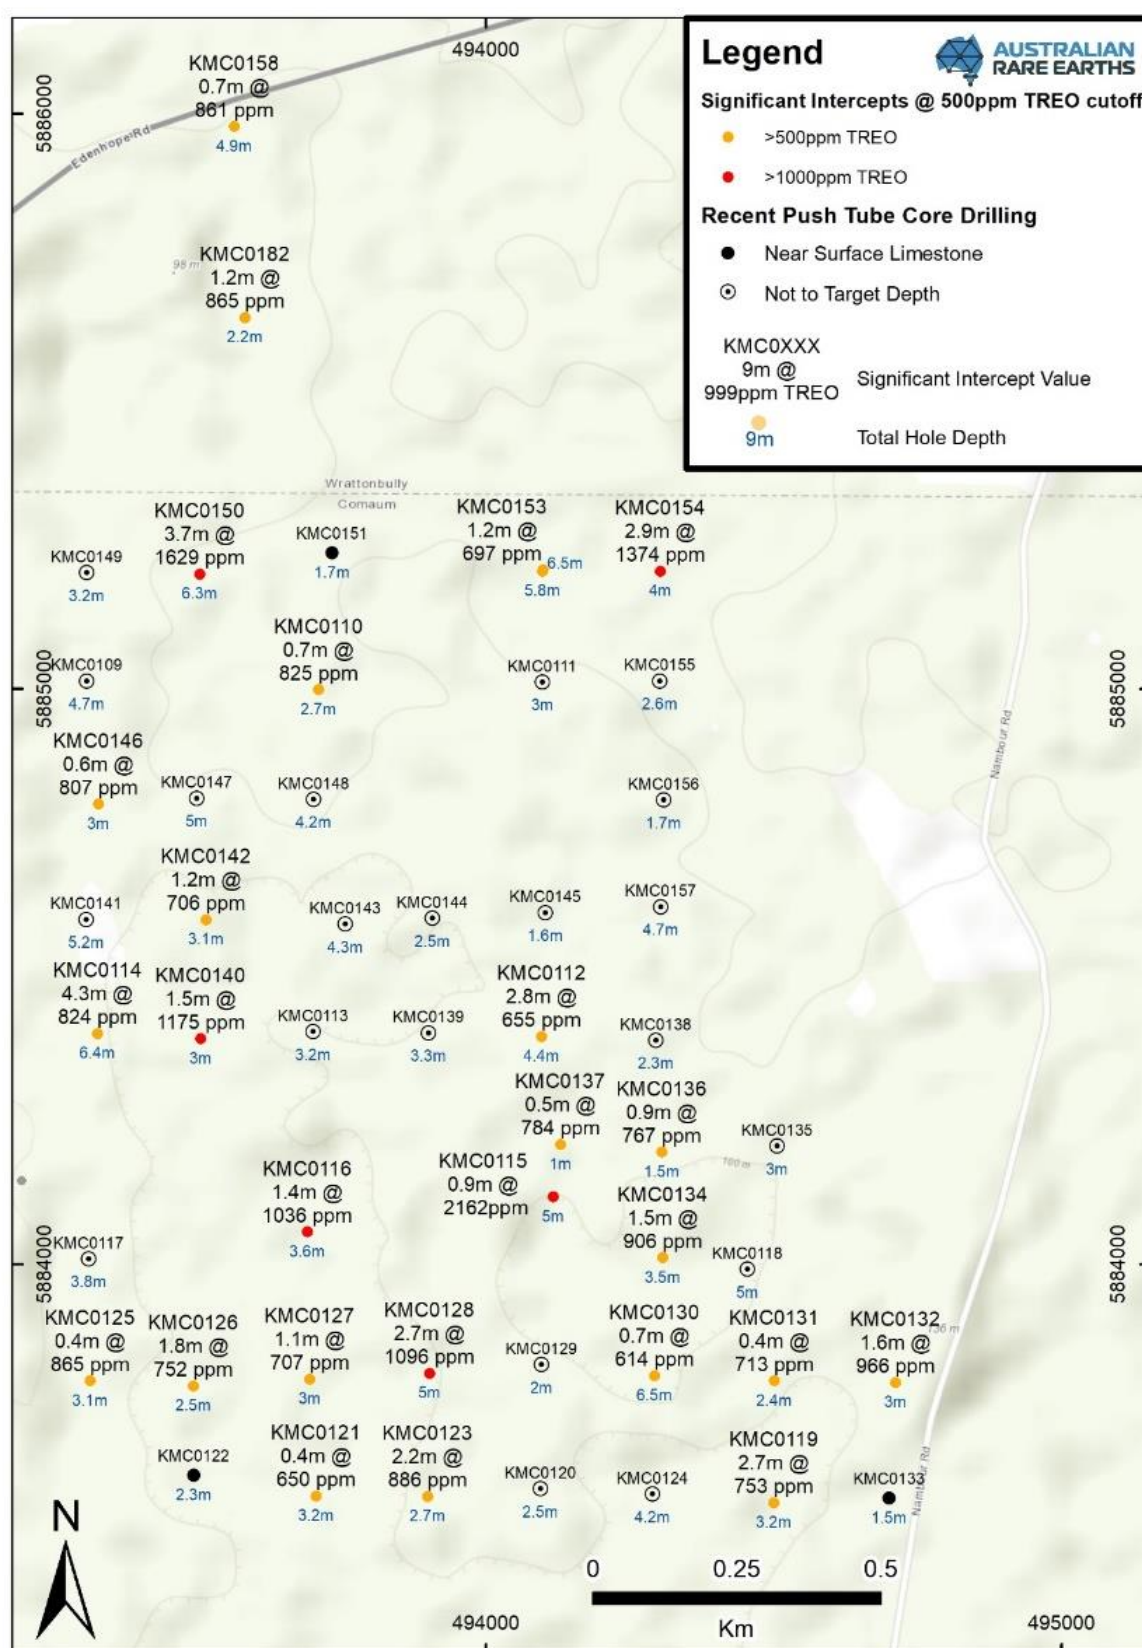 494000
Legend
AUSTRALIAN
RARE EARTHS
Significant Intercepts @ 500ppm TREO cutoff
>500ppm TREO
>1000ppm TREO
Recent Push Tube Core Drilling
Near Surface Limestone
Not to Target Depth
KMC0XXX
9m @
999ppm TREO
Significant Intercept Value
9m
Total Hole Depth
5886000
Edenhope Rd
KMC0158
0.7m @
861 ppm
4.9m
98 m
KMC0182
1.2m @
865 ppm
2.2m
Wrattonbully
Comaum
KMC0149
3.2m
KMC0150
3.7m @
1629 ppm
6.3m
KMC0151
1.7m
KMC0153
1.2m @
697 ppm
6.5m
5.8m
KMC0154
2.9m @
1374 ppm
4m
5885000
KMC0109
4.7m
KMC0110
0.7m @
825 ppm
2.7m
KMC0111
3m
KMC0155
2.6m
5885000
Nambour Rd
KMC0146
0.6m @
807 ppm
3m
KMC0147
5m
KMC0148
4.2m
KMC0156
1.7m
KMC0141
5.2m
KMC0142
1.2m @
706 ppm
3.1m
KMC0143
4.3m
KMC0144
2.5m
KMC0145
1.6m
KMC0157
4.7m
KMC0114
4.3m @
824 ppm
6.4m
KMC0140
1.5m @
1175 ppm
3m
KMC0113
3.2m
KMC0139
3.3m
KMC0112
2.8m @
655 ppm
4.4m
KMC0138
2.3m
KMC0137
0.5m @
784 ppm
1m
KMC0136
0.9m @
767 ppm
1.5m
KMC0135
3m
KMC0116
1.4m @
1036 ppm
3.6m
KMC0115
0.9m @
2162ppm
5m
KMC0134
1.5m @
906 ppm
3.5m
KMC0117
3.8m
KMC0118
5m
5884000
5884000
KMC0125
0.4m @
865 ppm
3.1m
KMC0126
1.8m @
752 ppm
2.5m
KMC0127
1.1m @
707 ppm
3m
KMC0128
2.7m @
1096 ppm
5m
KMC0129
2m
KMC0130
0.7m @
614 ppm
6.5m
KMC0131
0.4m @
713 ppm
2.4m
KMC0132
1.6m @
966 ppm
3m
KMC0122
2.3m
KMC0121
0.4m @
650 ppm
3.2m
KMC0123
2.2m @
886 ppm
2.7m
KMC0120
2.5m
KMC0124
4.2m
KMC0119
2.7m @
753 ppm
3.2m
KMC0133
1.5m
Nambour Rd
N
0 0.25 0.5
Km
494000
495000